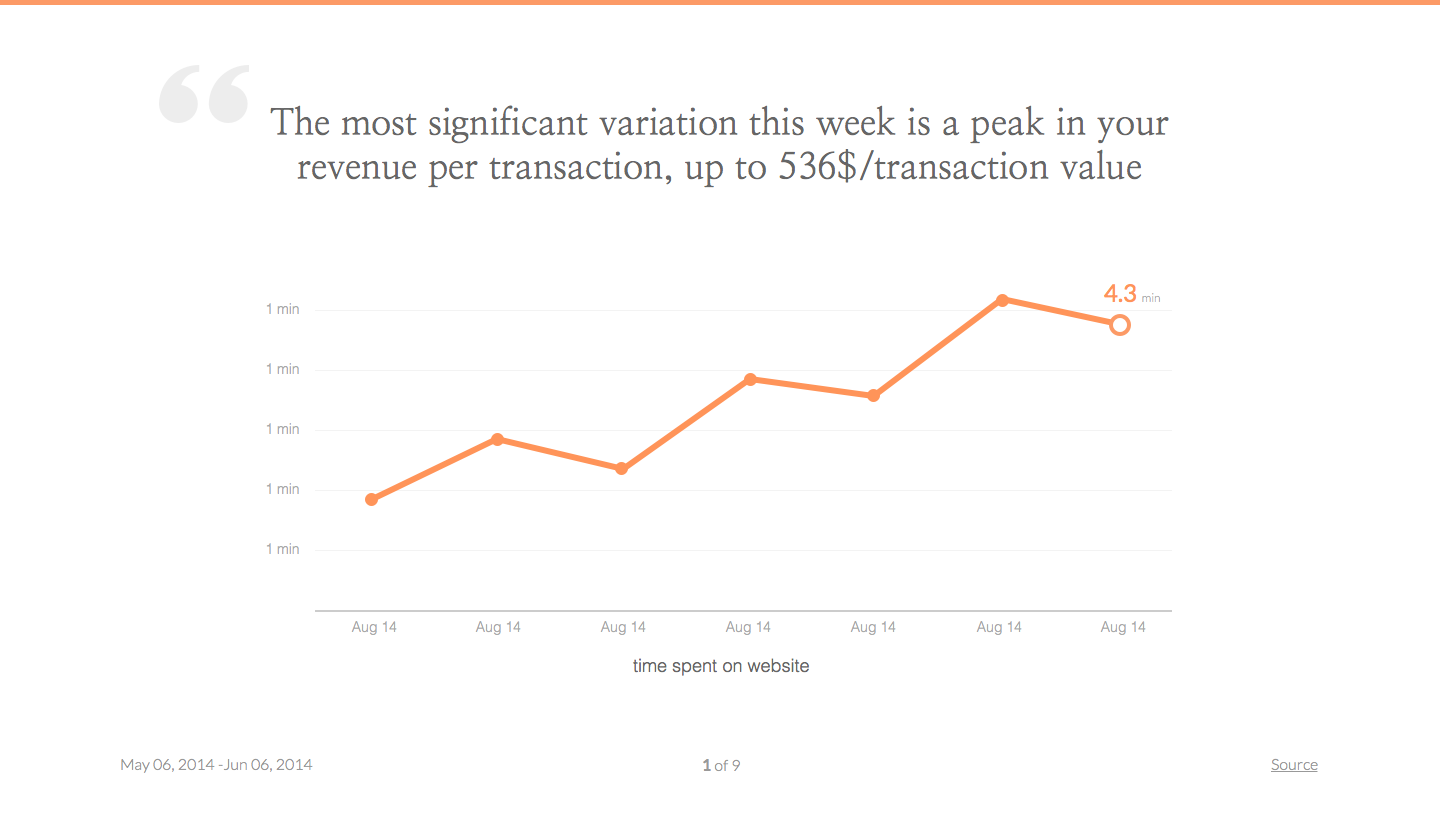 “
The most significant variation this week is a peak in your
revenue per transaction, up to 536$/transaction value
4.3 min
1 min
1 min
1 min
1 min
1 min
Aug 14 Aug 14 Aug 14 Aug 14 Aug 14 Aug 14 Aug 14
time spent on website
May 06, 2014 -Jun 06, 2014 1 of 9 Source